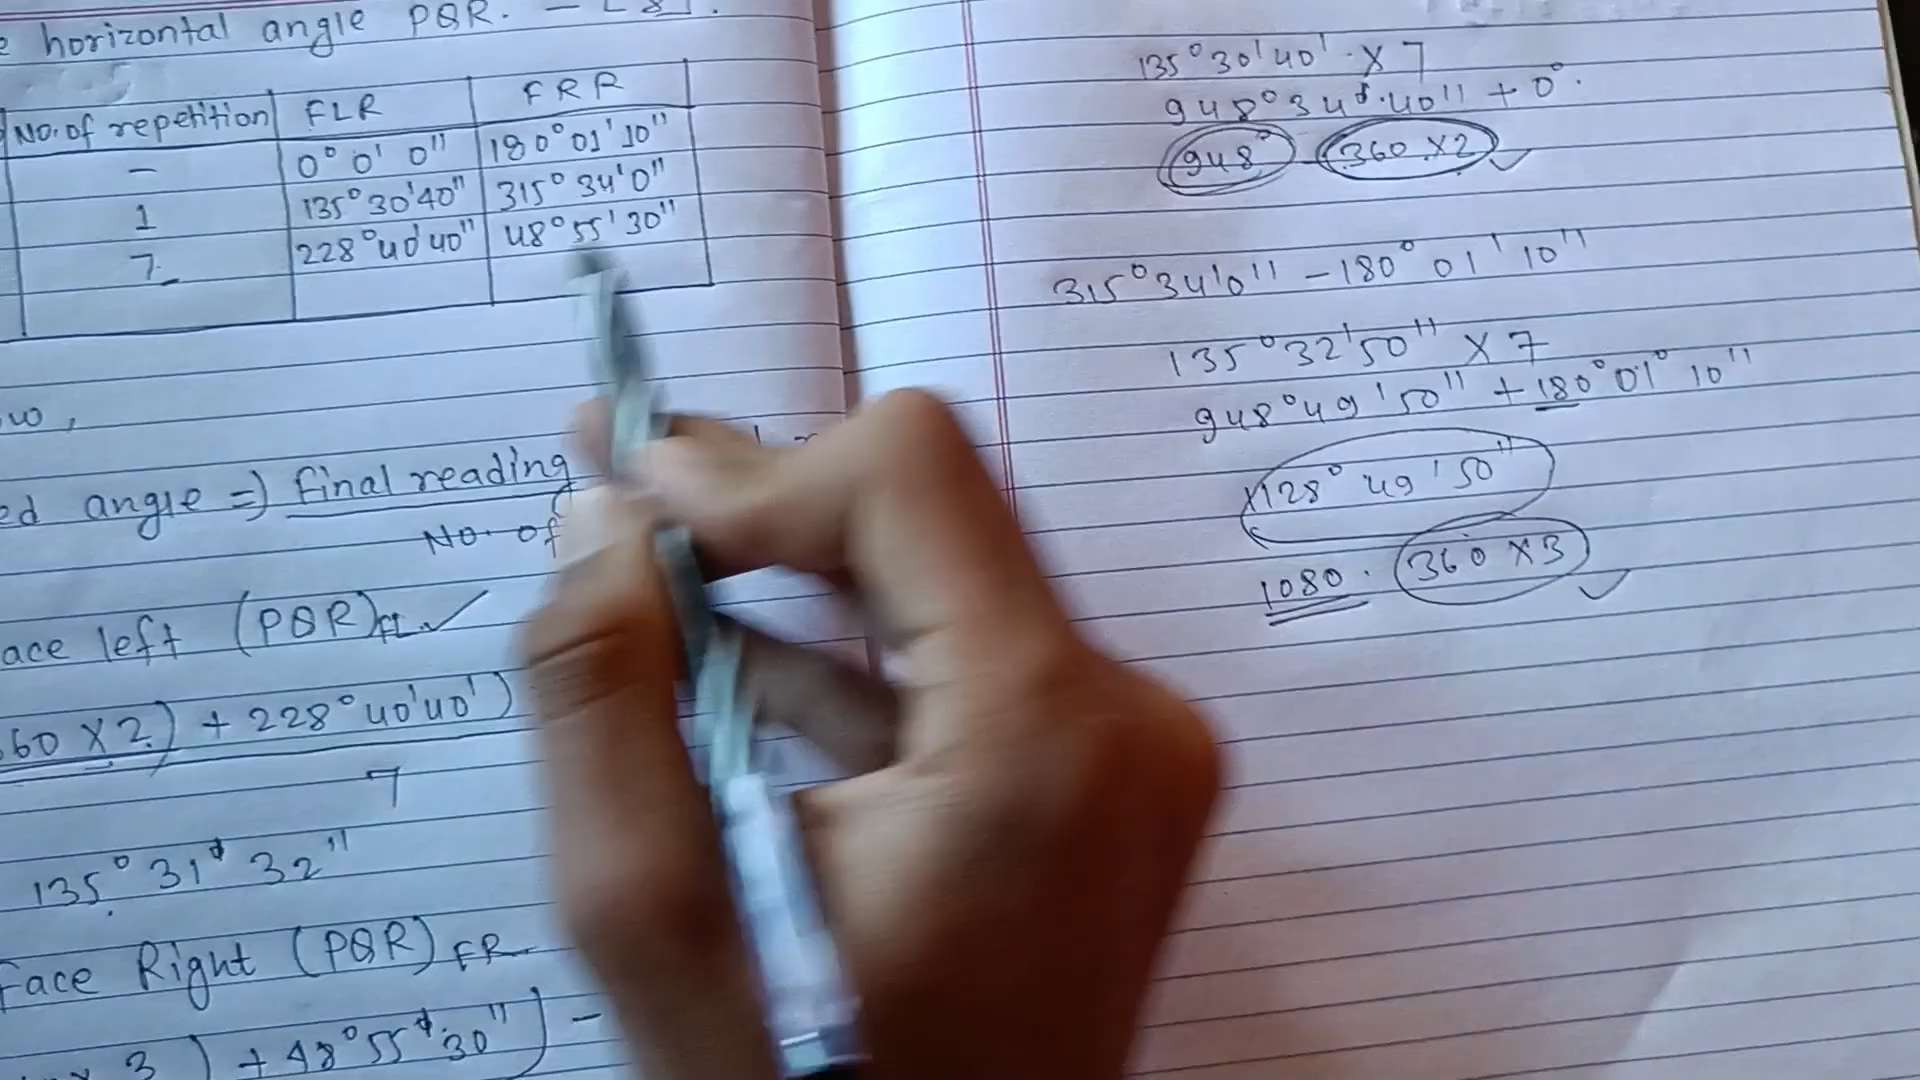 horizontal angle PQR. - [8].
No. of repetition FLR FRR
- 0° 0' 0" 180° 01' 10"
1 135° 30' 40" 315° 34' 0"
7 228° 40' 40" 48° 55' 30"
ed angle => final reading
No. of
ace left (PQR)FL ✓
60 x 2) + 228° 40' 40')
7
135° 31' 32"
Face Right (PQR) FR
x 3) + 48° 55' 30") -
135° 30' 40' x 7
948° 34' 40" + 0°.
948° - 360 x 2 ✓
315° 34' 0" - 180° 01' 10"
135° 32' 50" x 7
948° 49' 50" + 180° 01° 10"
1128° 49' 50"
1080. 360 x 3 ✓